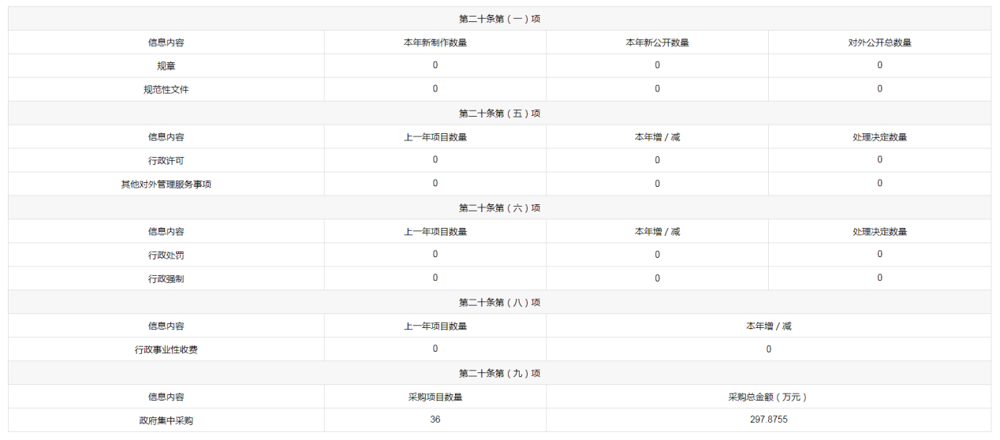 第二十条第（一）项
信息内容 本年新制作数量 本年新公开数量 对外公开总数量
规章 0 0 0
规范性文件 0 0 0
第二十条第（五）项
信息内容 上一年项目数量 本年增／减 处理决定数量
行政许可 0 0 0
其他对外管理服务事项 0 0 0
第二十条第（六）项
信息内容 上一年项目数量 本年增／减 处理决定数量
行政处罚 0 0 0
行政强制 0 0 0
第二十条第（八）项
信息内容 上一年项目数量 本年增／减
行政事业性收费 0 0
第二十条第（九）项
信息内容 采购项目数量 采购总金额（万元）
政府集中采购 36 297.8755